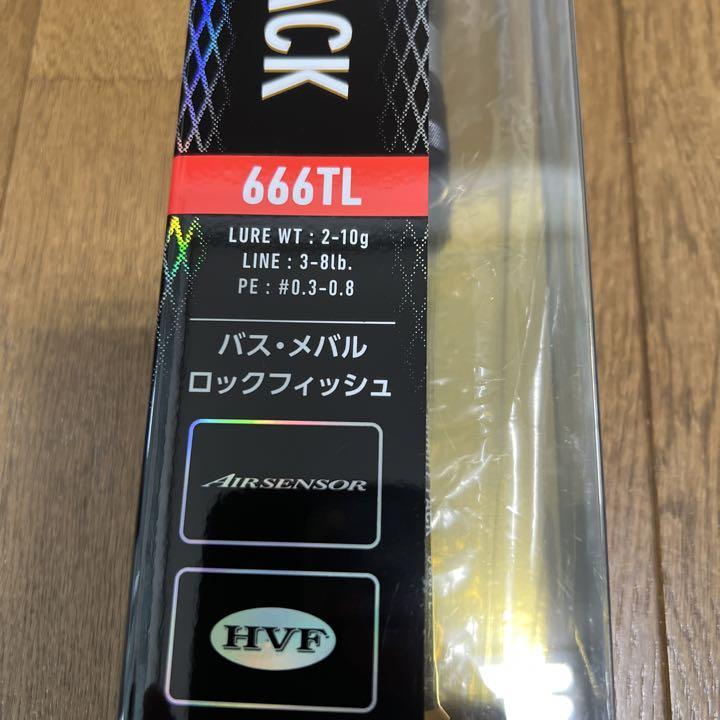 ACK
666TL
LURE WT : 2-10g
LINE : 3-8lb.
PE : #0.3-0.8
バス・メバル
ロックフィッシュ
AIRSENSOR
HVF